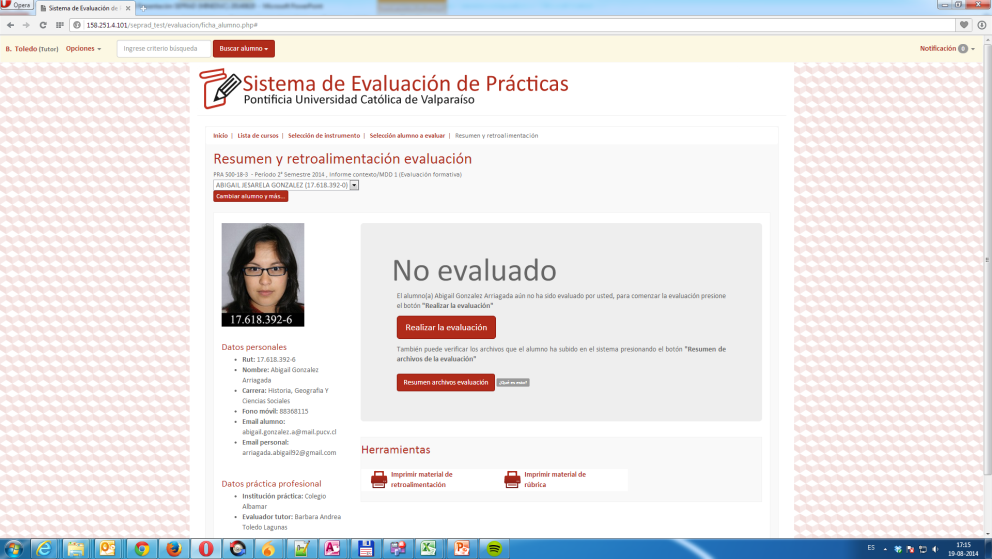 Opera
Sistema de Evaluación de
158.251.4.101/seprad_test/evaluacion/ficha_alumno.php#
B. Toledo (Tutor) Opciones Ingrese criterio búsqueda Buscar alumno Notificación 0
Sistema de Evaluación de Prácticas
Pontificia Universidad Católica de Valparaíso
Inicio | Lista de cursos | Selección de instrumento | Selección alumno a evaluar | Resumen y retroalimentación
Resumen y retroalimentación evaluación
PRA 500-18-3 - Período 2° Semestre 2014 , Informe contexto/MDD 1 (Evaluación formativa)
ABIGAIL JESARELA GONZALEZ (17.618.392-0)
Cambiar alumno y más...
17.618.392-6
No evaluado
El alumno(a) Abigail Gonzalez Arriagada aún no ha sido evaluado por usted, para comenzar la evaluación presione
el botón "Realizar la evaluación"
Realizar la evaluación
También puede verificar los archivos que el alumno ha subido en el sistema presionando el botón "Resumen de
archivos de la evaluación"
Resumen archivos evaluación ¿Qué es esto?
Datos personales
Rut: 17.618.392-6
Nombre: Abigail Gonzalez
Arriagada
Carrera: Historia, Geografia Y
Ciencias Sociales
Fono móvil: 88368115
Email alumno:
abigail.gonzalez.a@mail.pucv.cl
Email personal:
arriagada.abigail92@gmail.com
Herramientas
Imprimir material de
retroalimentación
Imprimir material de
rúbrica
Datos práctica profesional
Institución práctica: Colegio
Albamar
Evaluador tutor: Barbara Andrea
Toledo Lagunas
ES
17:15
19-08-2014